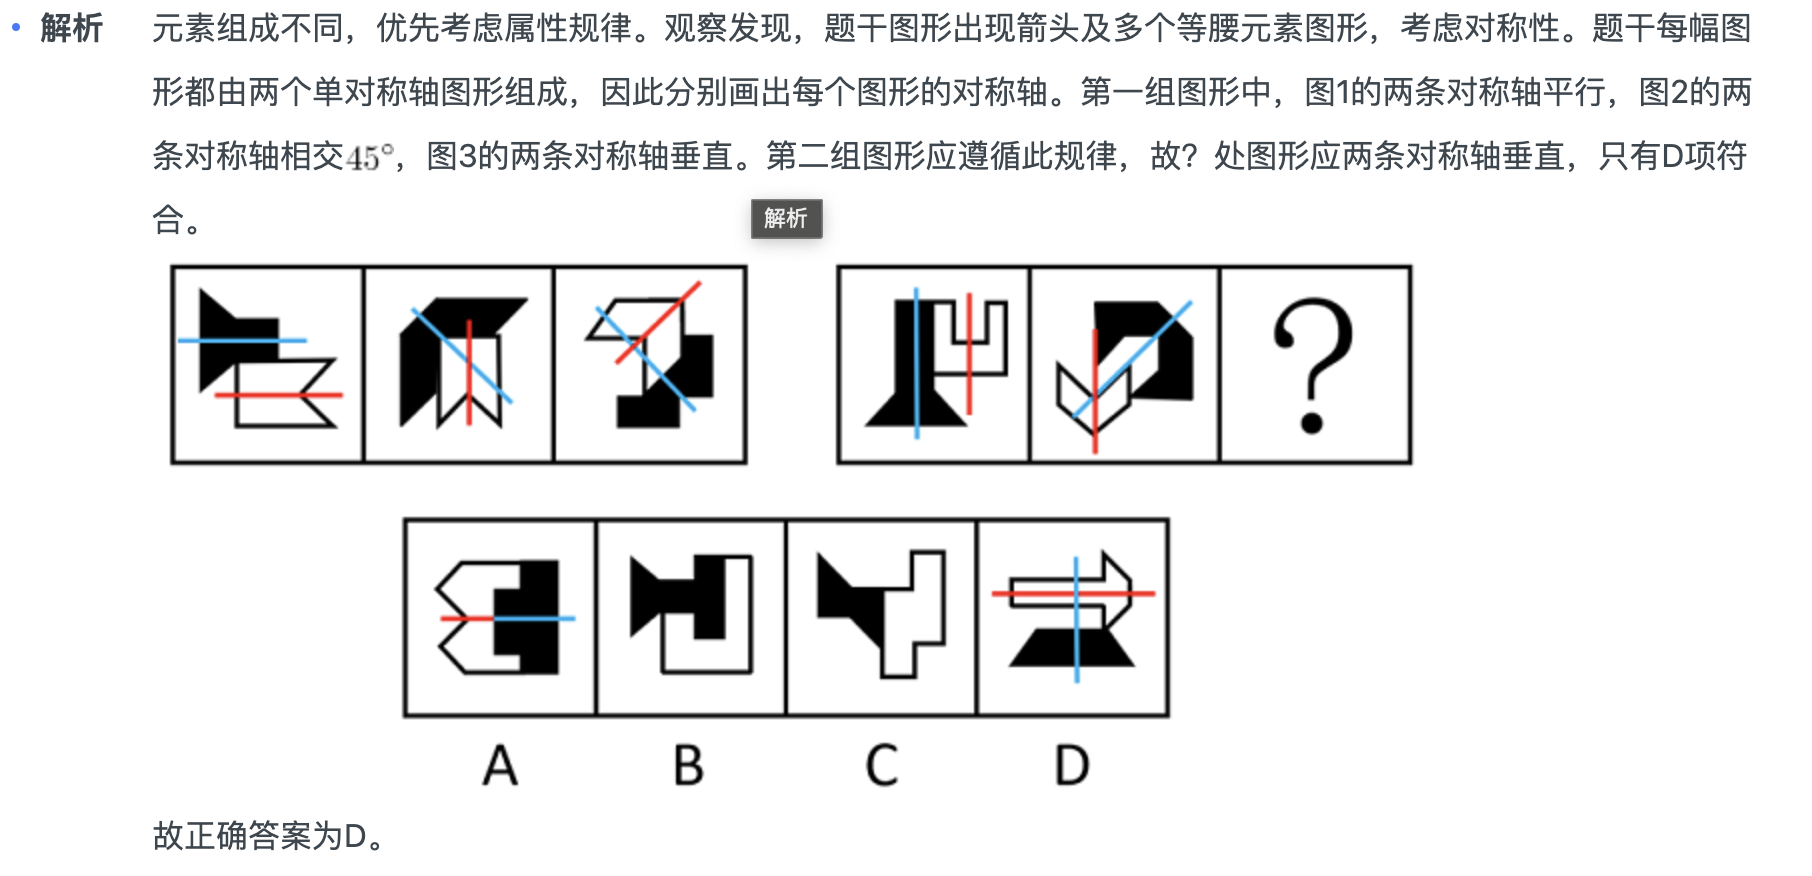 解析 元素组成不同，优先考虑属性规律。观察发现，题干图形出现箭头及多个等腰元素图形，考虑对称性。题干每幅图
形都由两个单对称轴图形组成，因此分别画出每个图形的对称轴。第一组图形中，图1的两条对称轴平行，图2的两
条对称轴相交45°，图3的两条对称轴垂直。第二组图形应遵循此规律，故？处图形应两条对称轴垂直，只有D项符
合。
解析
?
A B C D
故正确答案为D。